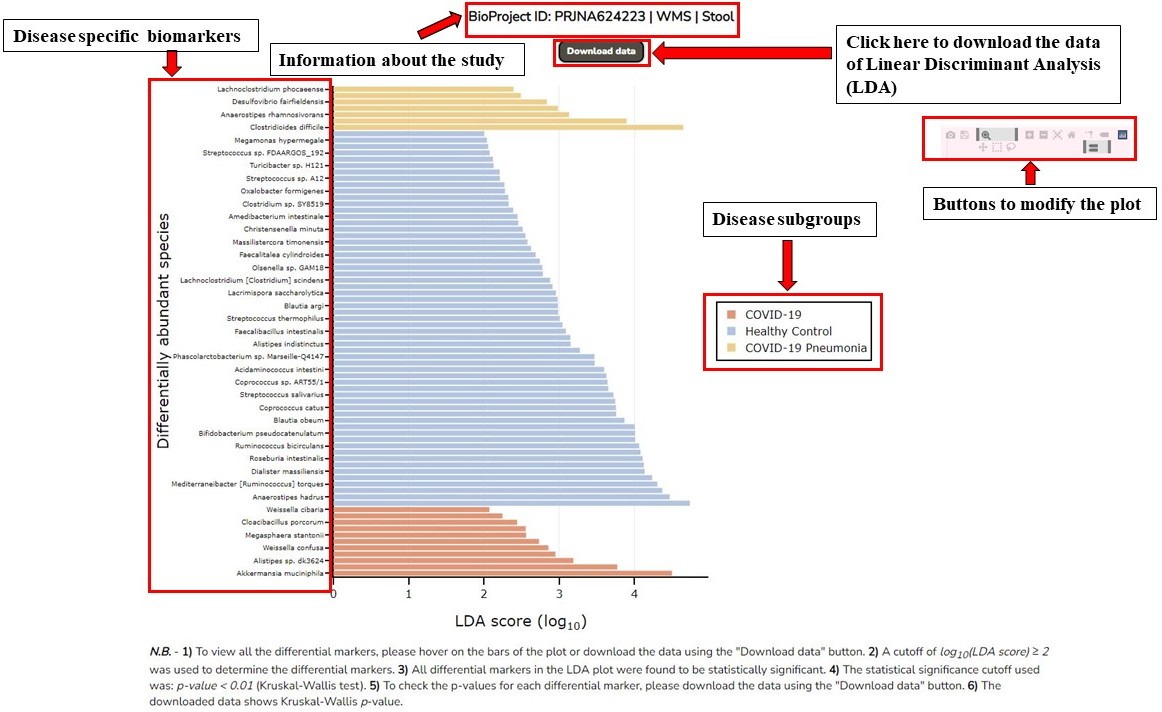 BioProject ID: PRJNA624223 | WMS | Stool
Disease specific biomarkers
Information about the study
Download data
Click here to download the data
of Linear Discriminant Analysis
(LDA)
Buttons to modify the plot
Disease subgroups
COVID-19
Healthy Control
COVID-19 Pneumonia
Differentially abundant species
Lachnoclostridium phocaeense
Desulfovibrio fairfieldensis
Anaerostipes rhamnosivorans
Clostridioides difficile
Megamonas hypermegale
Streptococcus sp. FDAARGOS_192
Turicibacter sp. H121
Streptococcus sp. A12
Oxalobacter formigenes
Clostridium sp. SY8519
Amedibacterium intestinale
Christensenella minuta
Massilistercora timonensis
Faecalitalea cylindroides
Olsenella sp. GAM18
Lachnoclostridium [Clostridium] scindens
Lacrimispora saccharolytica
Blautia argi
Streptococcus thermophilus
Faecalibacillus intestinalis
Alistipes indistinctus
Phascolarctobacterium sp. Marseille-Q4147
Acidaminococcus intestini
Coprococcus sp. ART55/1
Streptococcus salivarius
Coprococcus catus
Blautia obeum
Bifidobacterium pseudocatenulatum
Ruminococcus bicirculans
Roseburia intestinalis
Dialister massiliensis
Mediterraneibacter [Ruminococcus] torques
Anaerostipes hadrus
Weissella cibaria
Cloacibacillus porcorum
Megasphaera stantonii
Weissella confusa
Alistipes sp. dk3624
Akkermansia muciniphila
0 1 2 3 4
LDA score (log10)
N.B. - 1) To view all the differential markers, please hover on the bars of the plot or download the data using the "Download data" button. 2) A cutoff of log10(LDA score) ≥ 2
was used to determine the differential markers. 3) All differential markers in the LDA plot were found to be statistically significant. 4) The statistical significance cutoff used
was: p-value < 0.01 (Kruskal-Wallis test). 5) To check the p-values for each differential marker, please download the data using the "Download data" button. 6) The
downloaded data shows Kruskal-Wallis p-value.